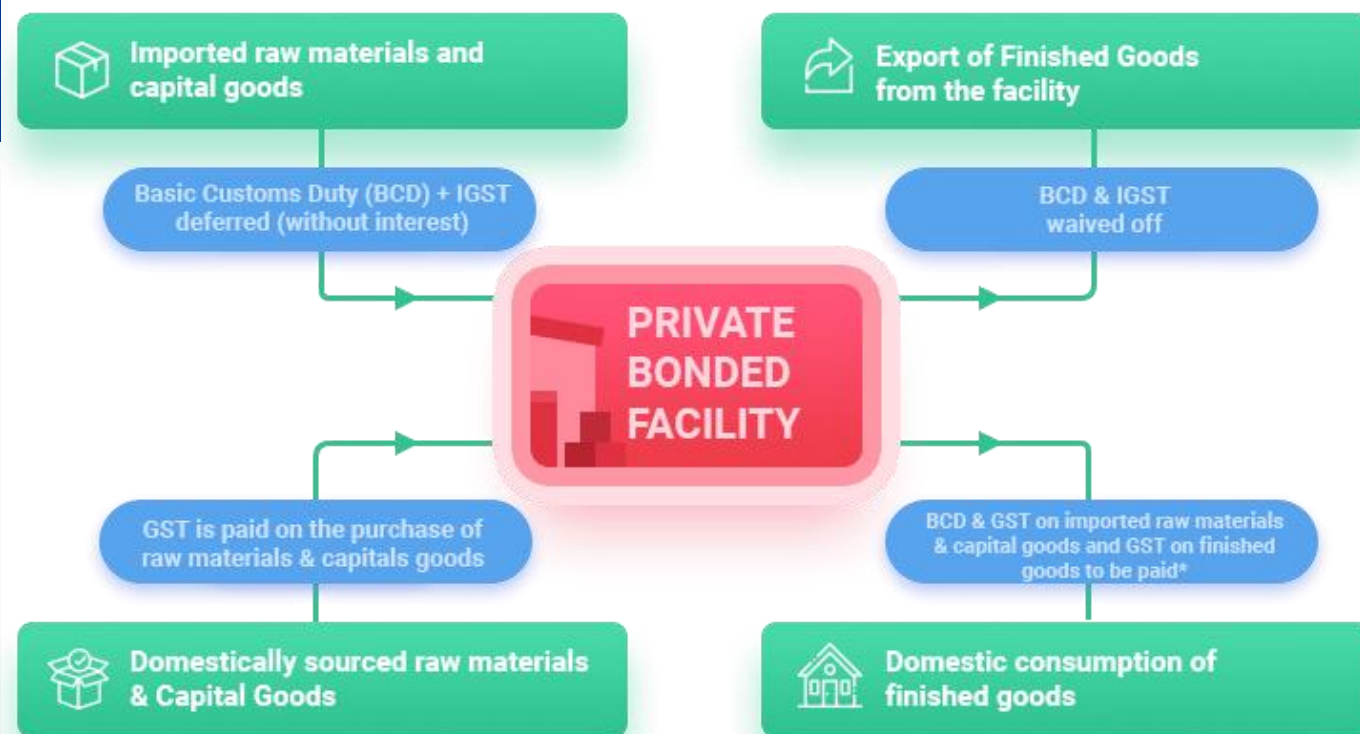 Imported raw materials and
capital goods
Export of Finished Goods
from the facility
Basic Customs Duty (BCD) + IGST
deferred (without interest)
BCD & IGST
waived off
PRIVATE
BONDED
FACILITY
GST is paid on the purchase of
raw materials & capitals goods
BCD & GST on imported raw materials
& capital goods and GST on finished
goods to be paid*
Domestically sourced raw materials
& Capital Goods
Domestic consumption of
finished goods